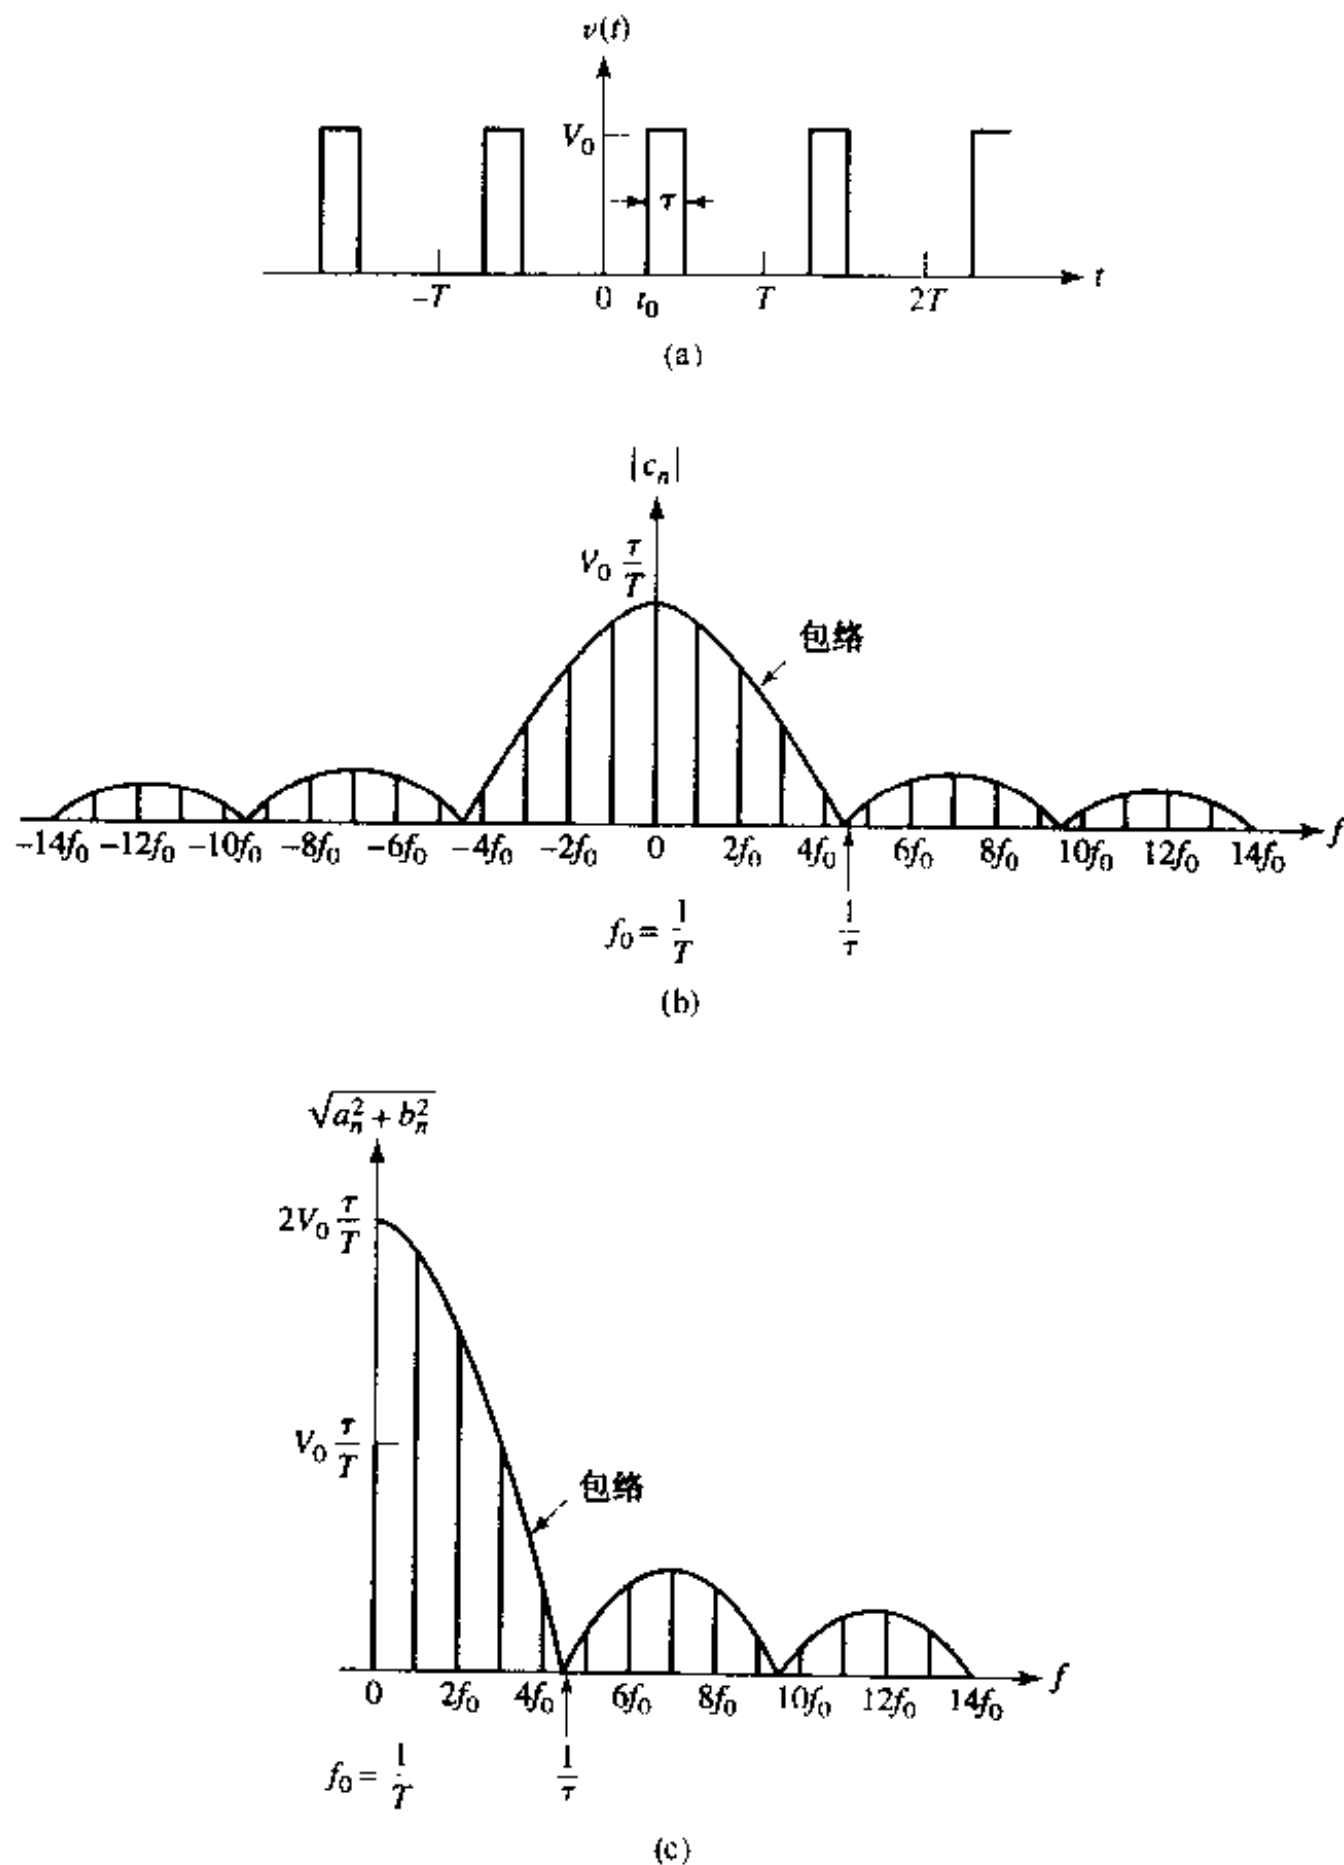 v(t)
V₀
τ
−T 0 t₀ T 2T t
(a)
|cₙ|
V₀ τ/T
包络
−14f₀ −12f₀ −10f₀ −8f₀ −6f₀ −4f₀ −2f₀ 0 2f₀ 4f₀ 6f₀ 8f₀ 10f₀ 12f₀ 14f₀ f
f₀ = 1/T 1/τ
(b)
√(aₙ² + bₙ²)
2V₀ τ/T
V₀ τ/T
包络
0 2f₀ 4f₀ 6f₀ 8f₀ 10f₀ 12f₀ 14f₀ f
f₀ = 1/T 1/τ
(c)